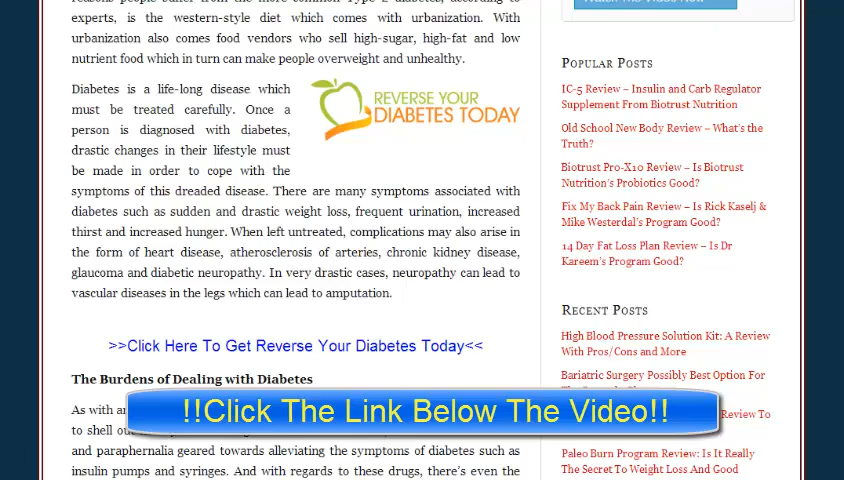 reasons people suffer from the more common Type 2 diabetes, according to
experts, is the western-style diet which comes with urbanization. With
urbanization also comes food vendors who sell high-sugar, high-fat and low
nutrient food which in turn can make people overweight and unhealthy.
Diabetes is a life-long disease which
must be treated carefully. Once a
person is diagnosed with diabetes,
drastic changes in their lifestyle must
be made in order to cope with the
REVERSE YOUR
DIABETES TODAY
symptoms of this dreaded disease. There are many symptoms associated with
diabetes such as sudden and drastic weight loss, frequent urination, increased
thirst and increased hunger. When left untreated, complications may also arise in
the form of heart disease, atherosclerosis of arteries, chronic kidney disease,
glaucoma and diabetic neuropathy. In very drastic cases, neuropathy can lead to
vascular diseases in the legs which can lead to amputation.
>>Click Here To Get Reverse Your Diabetes Today<<
The Burdens of Dealing with Diabetes
As with
to shell
and paraphernalia geared towards alleviating the symptoms of diabetes such as
insulin pumps and syringes. And with regards to these drugs, there's even the
!!Click The Link Below The Video!!
Popular Posts
IC-5 Review – Insulin and Carb Regulator
Supplement From Biotrust Nutrition
Old School New Body Review – What's the
Truth?
Biotrust Pro-X10 Review – Is Biotrust
Nutrition's Probiotics Good?
Fix My Back Pain Review – Is Rick Kaselj &
Mike Westerdal's Program Good?
14 Day Fat Loss Plan Review – Is Dr
Kareem's Program Good?
Recent Posts
High Blood Pressure Solution Kit: A Review
With Pros/Cons and More
Bariatric Surgery Possibly Best Option For
Review To
Paleo Burn Program Review: Is It Really
The Secret To Weight Loss And Good